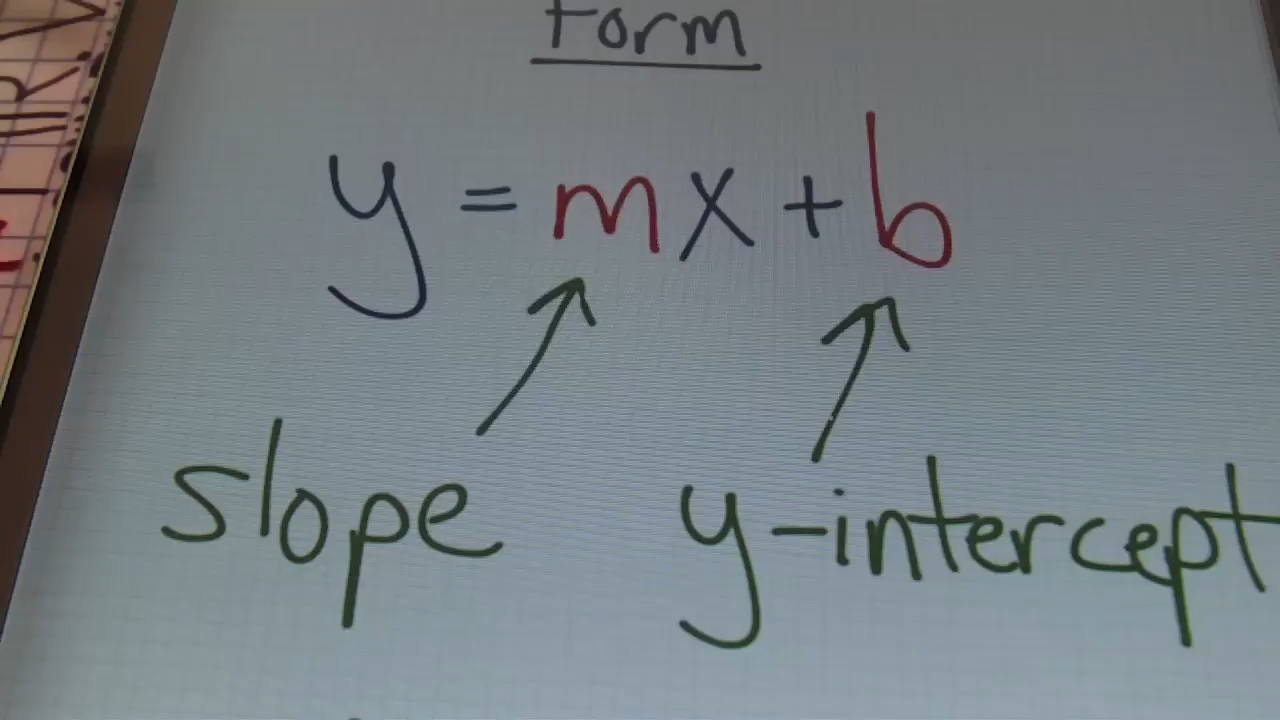 Form
y = mx + b
slope y-intercept